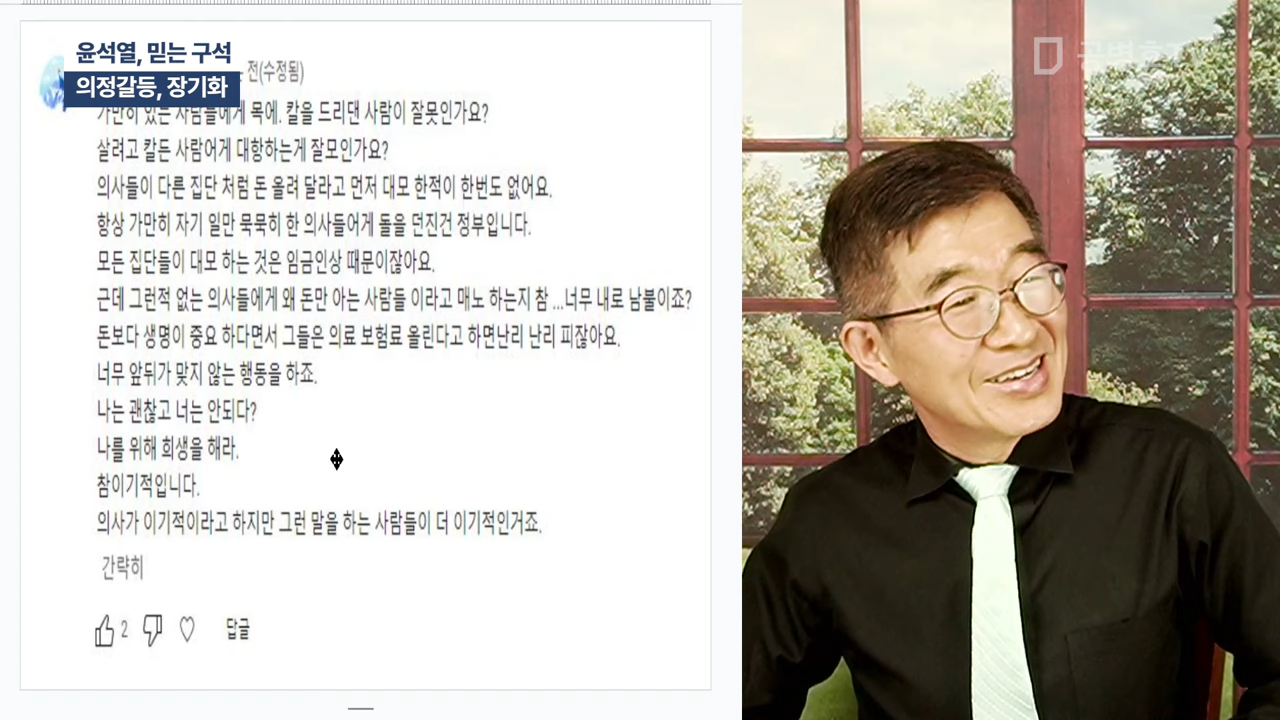 윤석열, 믿는 구석
의정갈등, 장기화
전(수정됨)
가만히 있는 사람들에게 목에. 칼을 드리댄 사람이 잘못인가요?
살려고 칼든 사람어게 대항하는게 잘모인가요?
의사들이 다른 집단 처럼 돈 올려 달라고 먼저 대모 한적이 한번도 없어요.
항상 가만히 자기 일만 묵묵히 한 의사들어게 돌을 던진건 정부입니다.
모든 집단들이 대모 하는 것은 임금인상 때문이잖아요.
근데 그런적 없는 의사들에게 왜 돈만 아는 사람들 이라고 매노 하는지 참 ...너무 내로 남불이죠?
돈보다 생명이 중요 하다면서 그들은 의료 보험료 올린다고 하면난리 난리 피잖아요.
너무 앞뒤가 맞지 않는 행동을 하죠.
나는 괜찮고 너는 안되다?
나를 위해 희생을 해라.
참이기적입니다.
의사가 이기적이라고 하지만 그런 말을 하는 사람들이 더 이기적인거죠.
간략히
2 답글